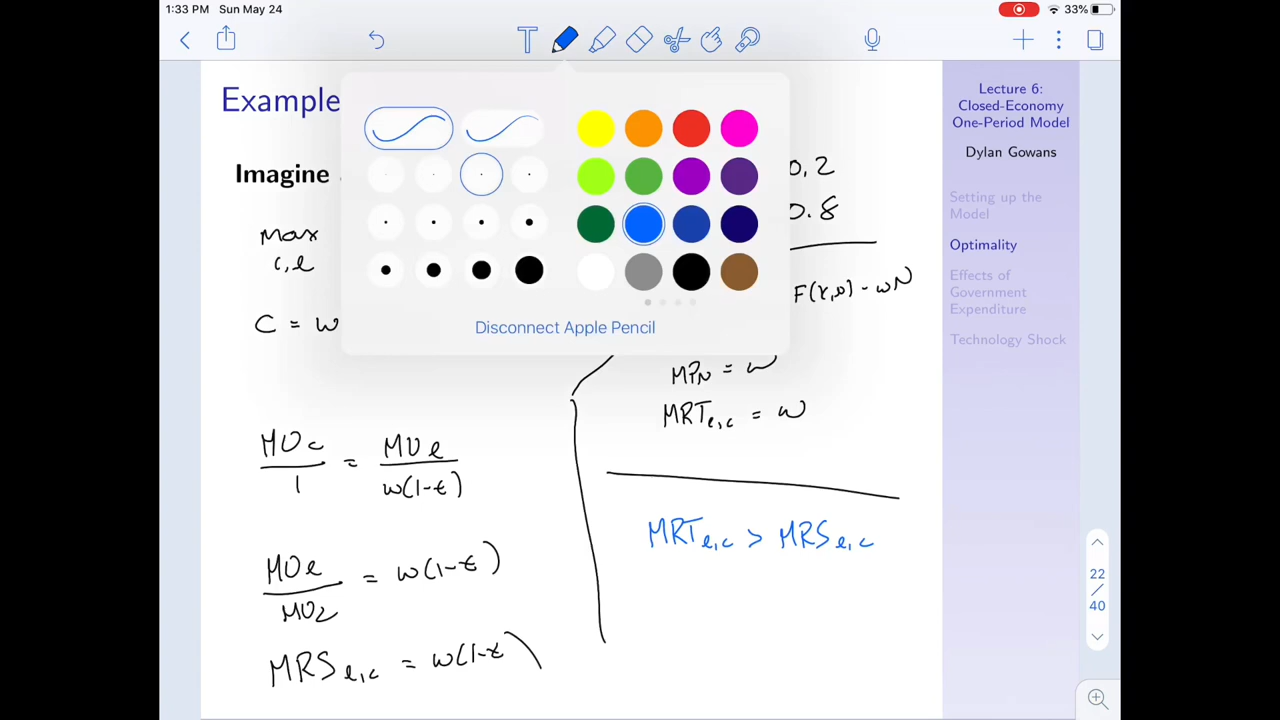 1:33 PM Sun May 24
33%
T
Example
Imagine
0.2
0.8
Max
c,l
F(k,N) - wN
C = w
Disconnect Apple Pencil
MPN = w
MRTl,c = w
MUc / 1 = MUl / w(1-t)
MRTl,c > MRSl,c
MUl / MU2 = w(1-t)
MRSl,c = w(1-t)
Lecture 6:
Closed-Economy
One-Period Model
Dylan Gowans
Setting up the
Model
Optimality
Effects of
Government
Expenditure
Technology Shock
22
/
40